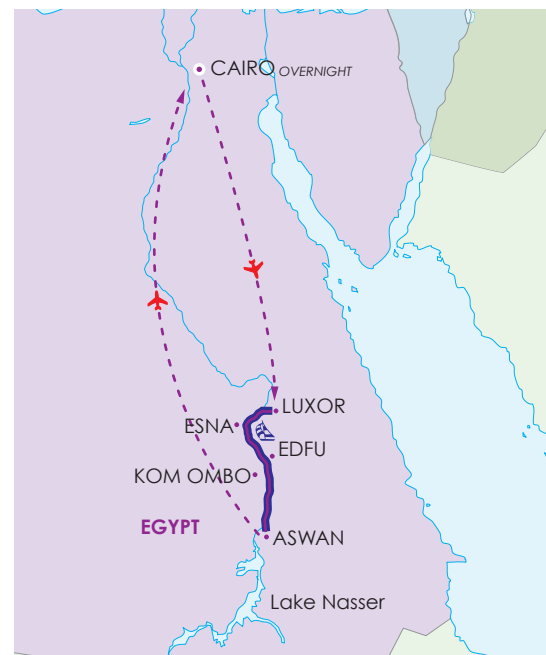 CAIRO OVERNIGHT
LUXOR
ESNA
EDFU
KOM OMBO
EGYPT
ASWAN
Lake Nasser